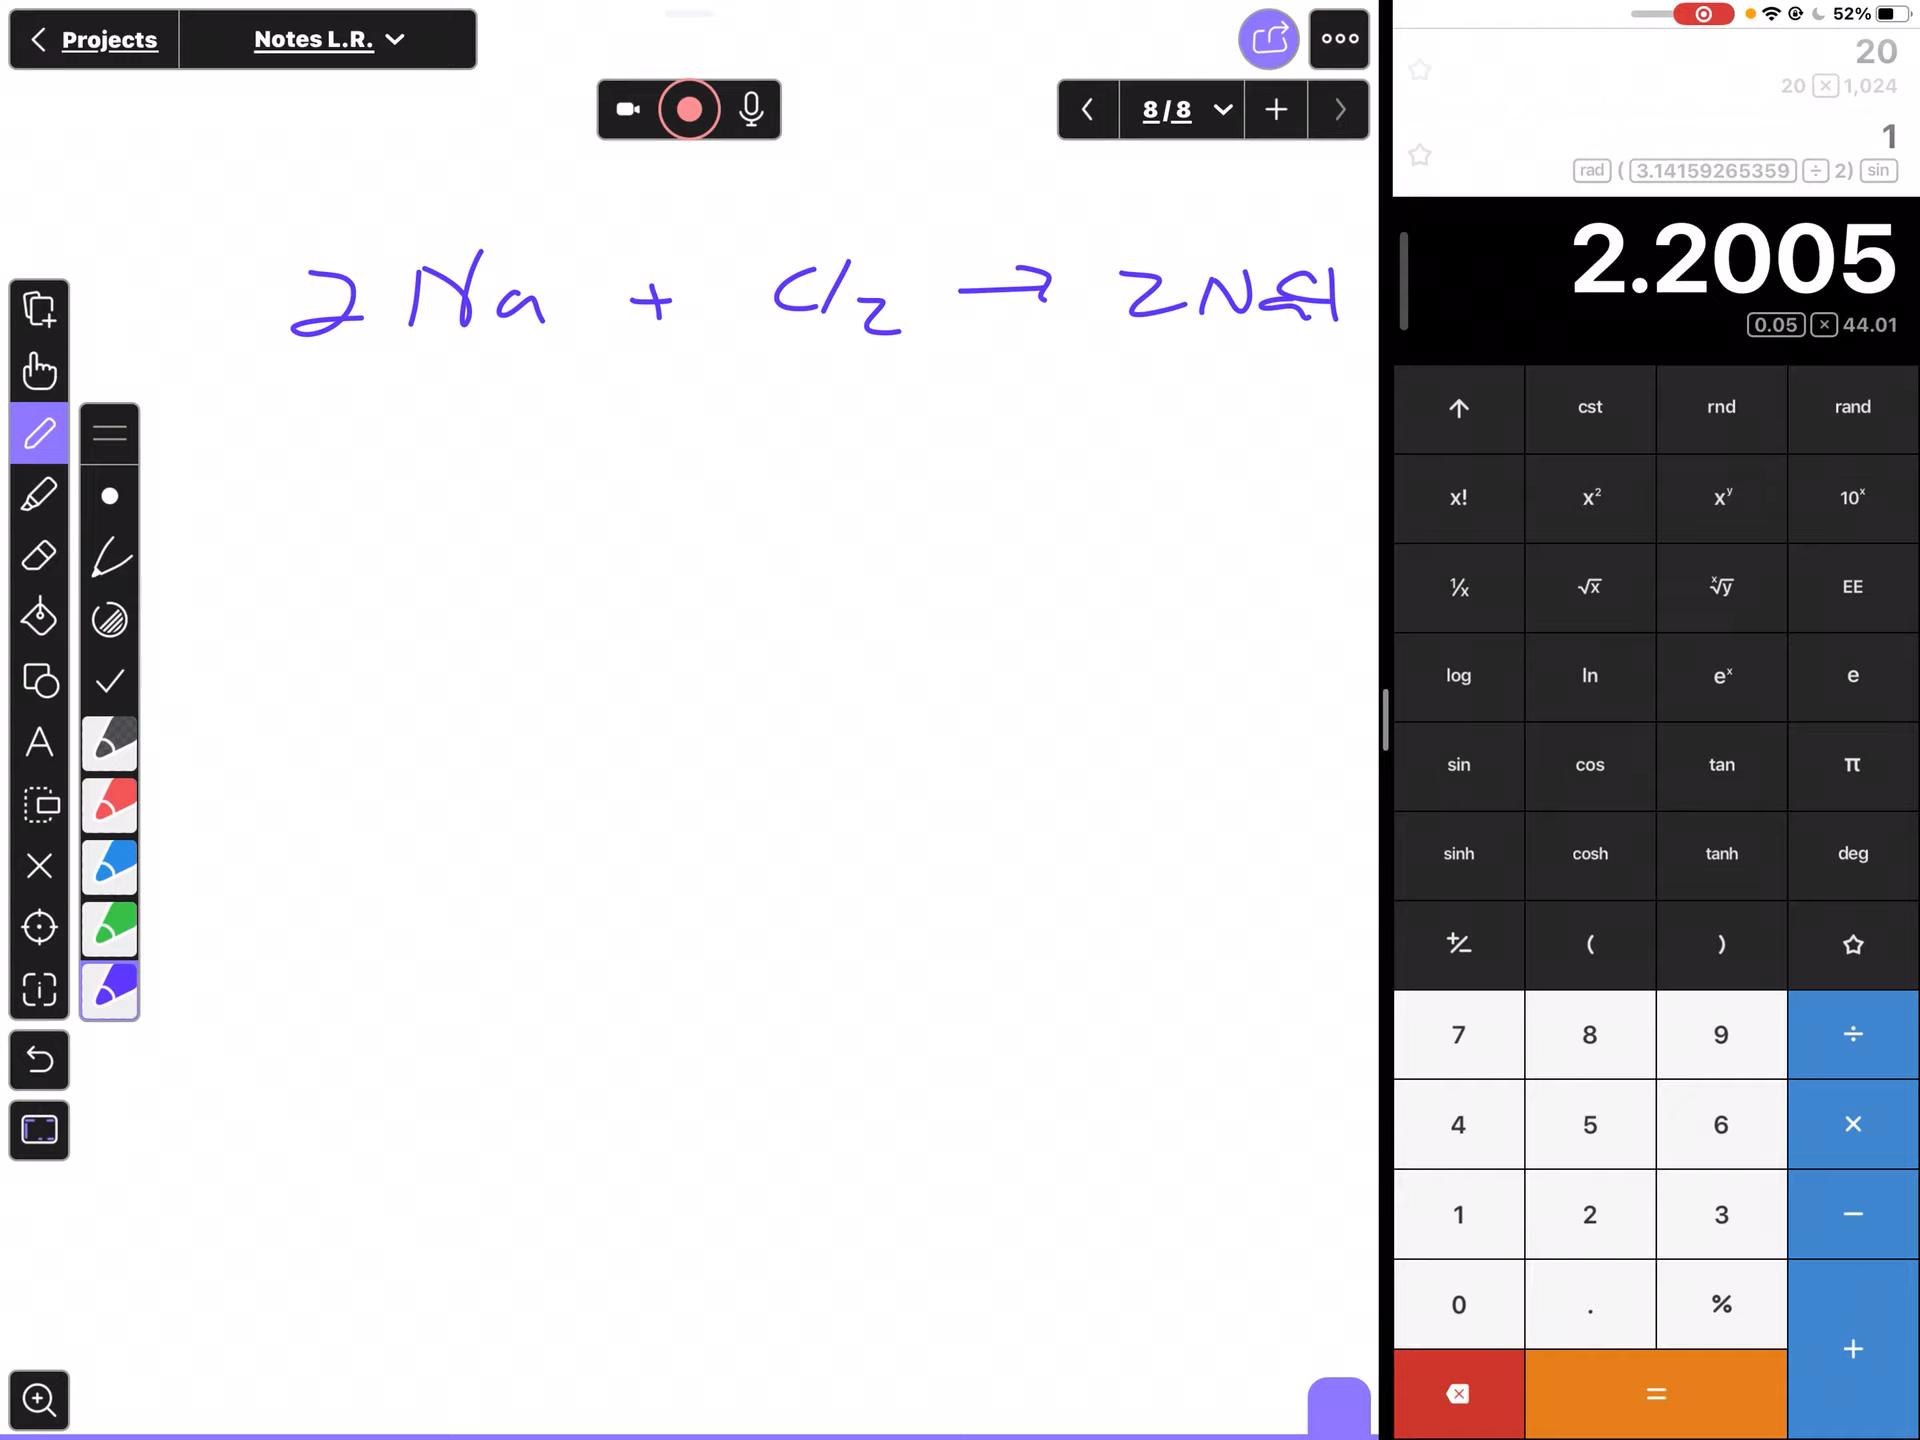 Projects Notes L.R.
8/8
2 Na + Cl2 → 2 NaCl
A
52%
20
20 × 1,024
1
rad ( 3.14159265359 ÷ 2) sin
2.2005
0.05 × 44.01
cst rnd rand
x! x² xʸ 10ˣ
¹/x √x ˣ√y EE
log ln eˣ e
sin cos tan π
sinh cosh tanh deg
+/− ( )
7 8 9 ÷
4 5 6 ×
1 2 3 −
0 . % +
=